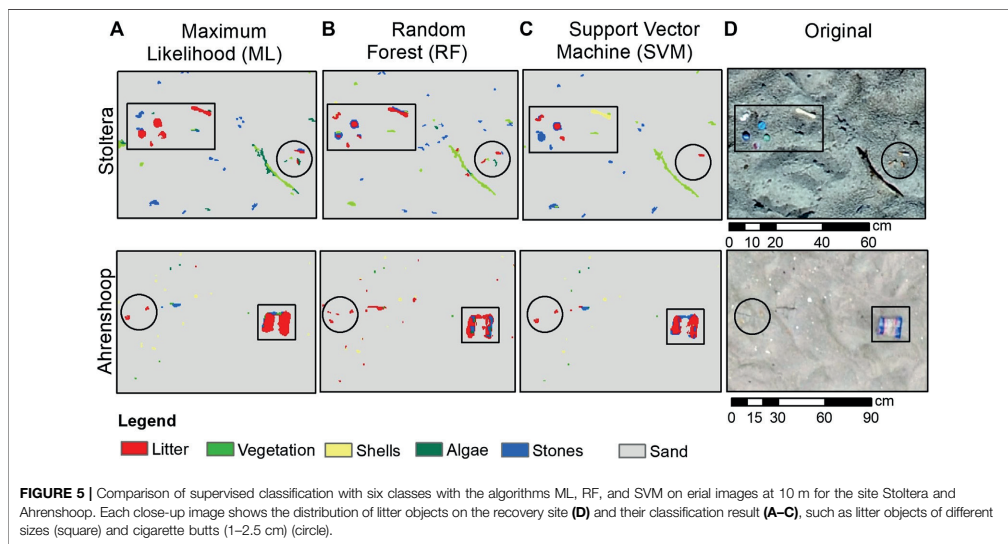 A
Maximum
Likelihood (ML)
B
Random
Forest (RF)
C
Support Vector
Machine (SVM)
D
Original
Stoltera
cm
0 10 20 40 60
Ahrenshoop
cm
0 15 30 60 90
Legend
Litter Vegetation Shells Algae Stones Sand
FIGURE 5 | Comparison of supervised classification with six classes with the algorithms ML, RF, and SVM on erial images at 10 m for the site Stoltera and
Ahrenshoop. Each close-up image shows the distribution of litter objects on the recovery site (D) and their classification result (A–C), such as litter objects of different
sizes (square) and cigarette butts (1–2.5 cm) (circle).